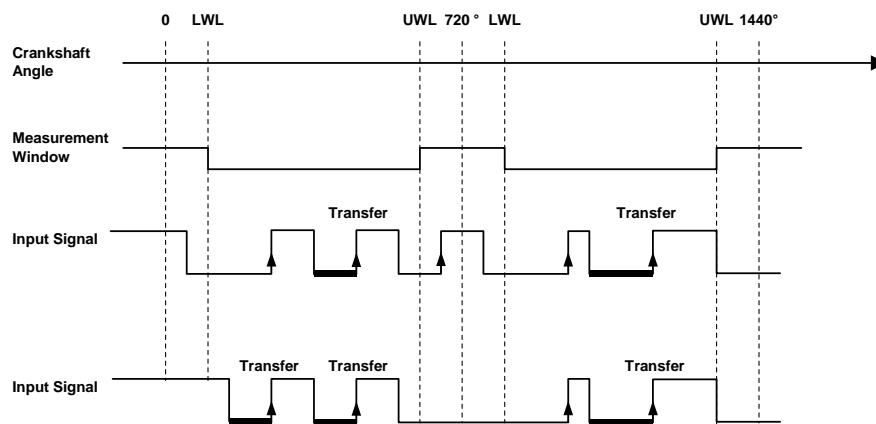 0 LWL UWL 720 ° LWL UWL 1440°
Crankshaft
Angle
Measurement
Window
Transfer Transfer
Input Signal
Transfer Transfer Transfer
Input Signal